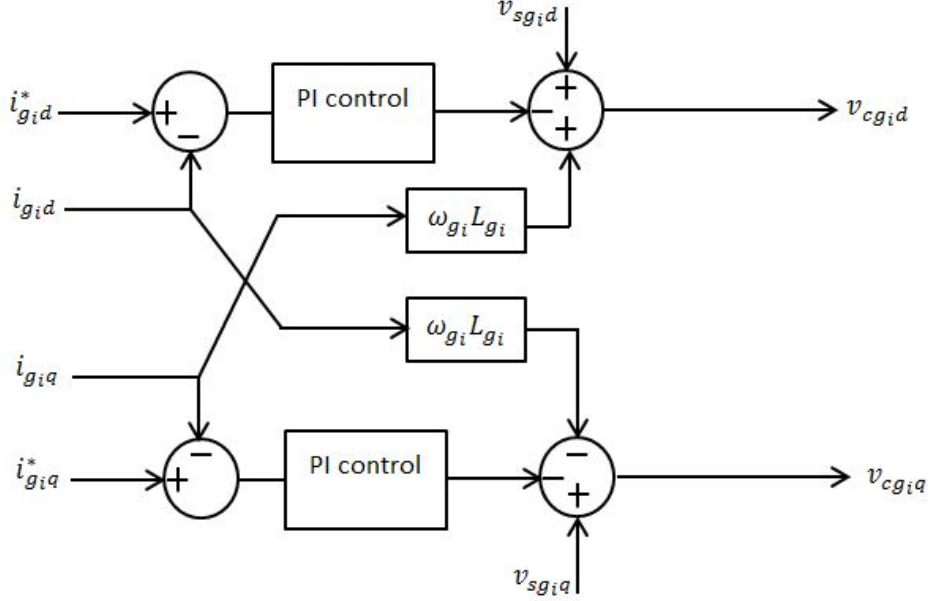 v_{sg_id}
i^*_{g_id}
+
−
PI control
+
−
+
v_{cg_id}
i_{g_id}
ω_{g_i}L_{g_i}
ω_{g_i}L_{g_i}
i_{g_iq}
−
+
i^*_{g_iq}
PI control
−
−
+
v_{cg_iq}
v_{sg_iq}